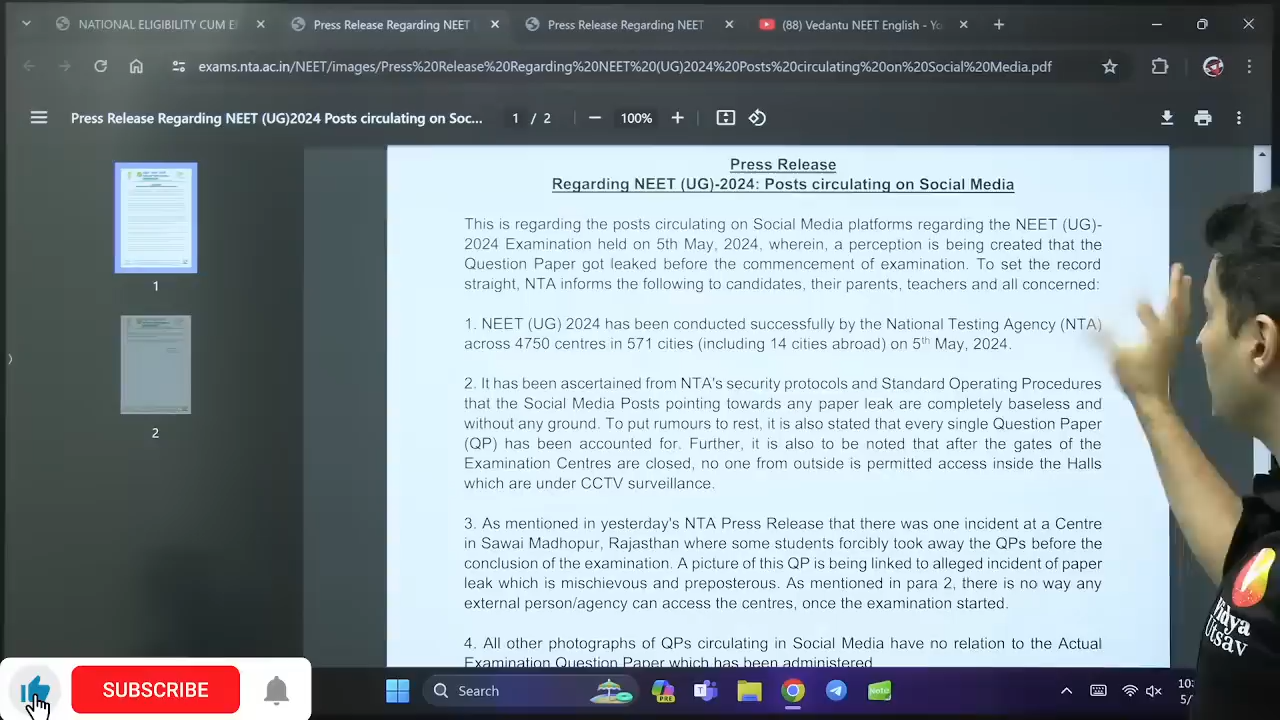 NATIONAL ELIGIBILITY CUM E
Press Release Regarding NEET
Press Release Regarding NEET
(88) Vedantu NEET English - Yo
exams.nta.ac.in/NEET/images/Press%20Release%20Regarding%20NEET%20(UG)2024%20Posts%20circulating%20on%20Social%20Media.pdf
Press Release Regarding NEET (UG)2024 Posts circulating on Soc...
1 / 2
100%
1
2
Press Release
Regarding NEET (UG)-2024: Posts circulating on Social Media
This is regarding the posts circulating on Social Media platforms regarding the NEET (UG)-
2024 Examination held on 5th May, 2024, wherein, a perception is being created that the
Question Paper got leaked before the commencement of examination. To set the record
straight, NTA informs the following to candidates, their parents, teachers and all concerned:
1. NEET (UG) 2024 has been conducted successfully by the National Testing Agency (NTA)
across 4750 centres in 571 cities (including 14 cities abroad) on 5th May, 2024.
2. It has been ascertained from NTA's security protocols and Standard Operating Procedures
that the Social Media Posts pointing towards any paper leak are completely baseless and
without any ground. To put rumours to rest, it is also stated that every single Question Paper
(QP) has been accounted for. Further, it is also to be noted that after the gates of the
Examination Centres are closed, no one from outside is permitted access inside the Halls
which are under CCTV surveillance.
3. As mentioned in yesterday's NTA Press Release that there was one incident at a Centre
in Sawai Madhopur, Rajasthan where some students forcibly took away the QPs before the
conclusion of the examination. A picture of this QP is being linked to alleged incident of paper
leak which is mischievous and preposterous. As mentioned in para 2, there is no way any
external person/agency can access the centres, once the examination started.
4. All other photographs of QPs circulating in Social Media have no relation to the Actual
Examination Question Paper which has been administered
Vidya
Utsav
SUBSCRIBE
Search
PRE
Note